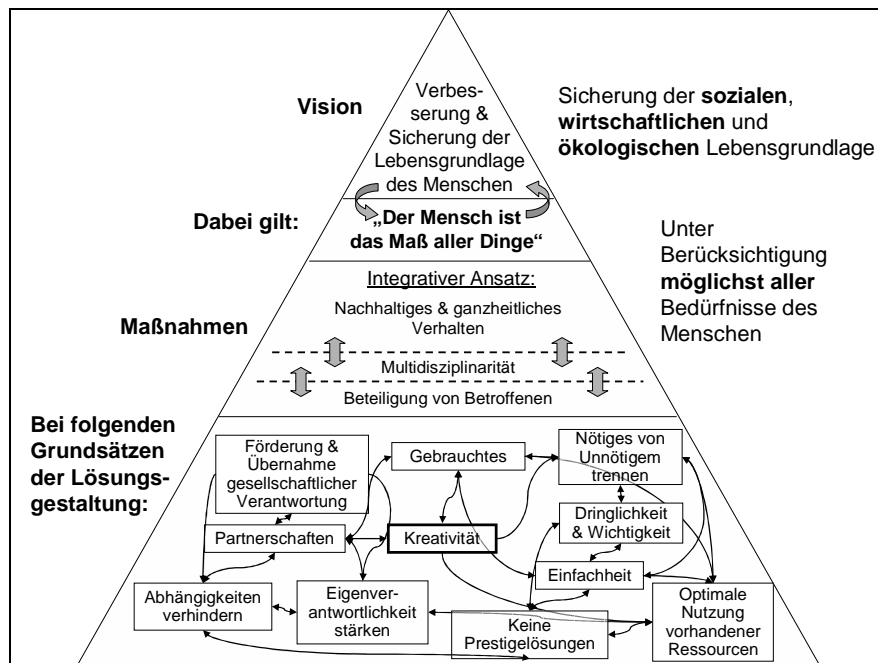 Vision
Verbes-
serung &
Sicherung der
Lebensgrundlage
des Menschen
Sicherung der sozialen,
wirtschaftlichen und
ökologischen Lebensgrundlage
Dabei gilt:
„Der Mensch ist
das Maß aller Dinge“
Unter
Berücksichtigung
möglichst aller
Bedürfnisse des
Menschen
Maßnahmen
Integrativer Ansatz:
Nachhaltiges & ganzheitliches
Verhalten
Multidisziplinarität
Beteiligung von Betroffenen
Bei folgenden
Grundsätzen
der Lösungs-
gestaltung:
Förderung &
Übernahme
gesellschaftlicher
Verantwortung
Gebrauchtes
Nötiges von
Unnötigem
trennen
Partnerschaften
Kreativität
Dringlichkeit
& Wichtigkeit
Einfachheit
Abhängigkeiten
verhindern
Eigenver-
antwortlichkeit
stärken
Keine
Prestigelösungen
Optimale
Nutzung
vorhandener
Ressourcen